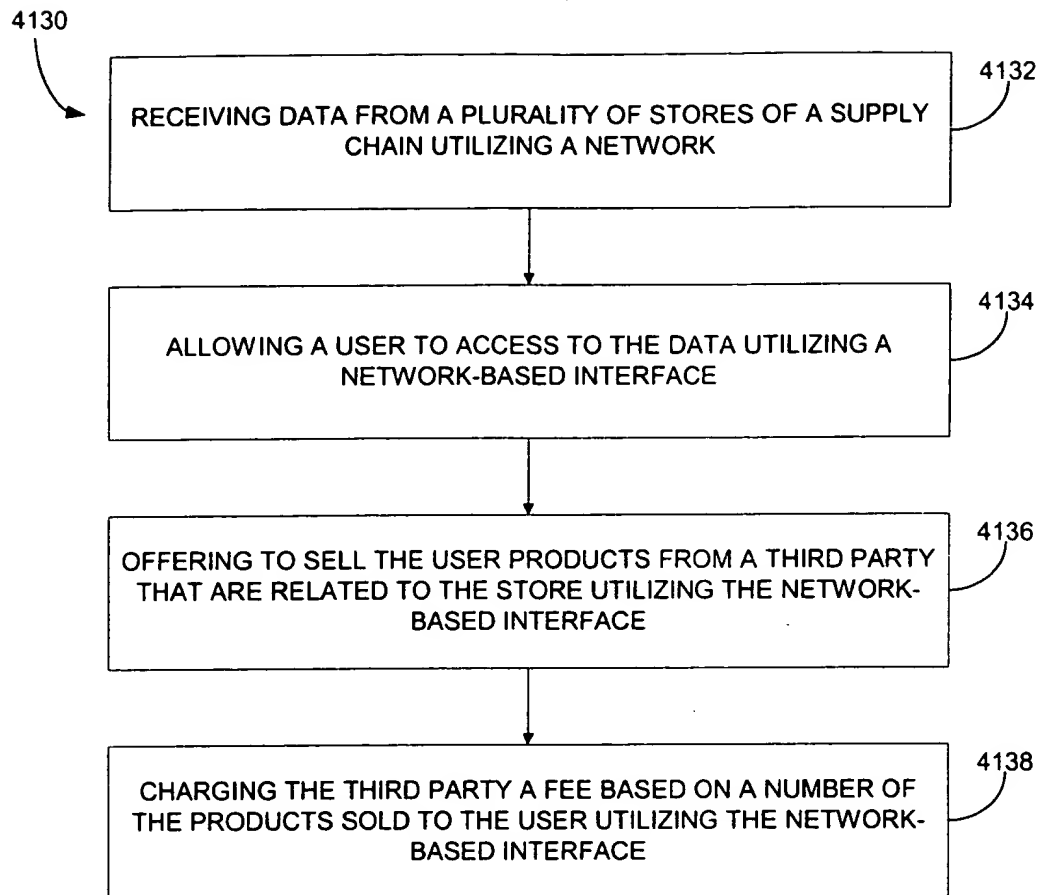 4130
4132
RECEIVING DATA FROM A PLURALITY OF STORES OF A SUPPLY
CHAIN UTILIZING A NETWORK
4134
ALLOWING A USER TO ACCESS TO THE DATA UTILIZING A
NETWORK-BASED INTERFACE
4136
OFFERING TO SELL THE USER PRODUCTS FROM A THIRD PARTY
THAT ARE RELATED TO THE STORE UTILIZING THE NETWORK-
BASED INTERFACE
4138
CHARGING THE THIRD PARTY A FEE BASED ON A NUMBER OF
THE PRODUCTS SOLD TO THE USER UTILIZING THE NETWORK-
BASED INTERFACE